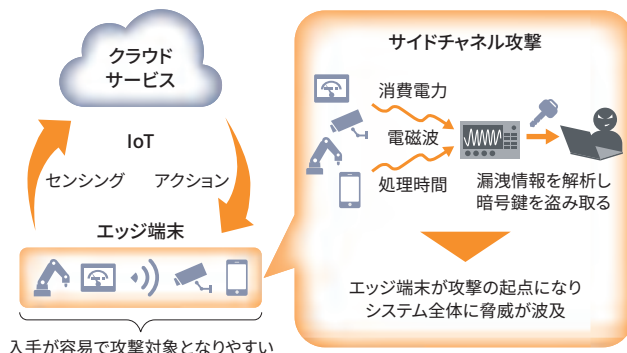 クラウド
サービス
IoT
センシング アクション
エッジ端末
入手が容易で攻撃対象となりやすい
サイドチャネル攻撃
消費電力
電磁波
処理時間
漏洩情報を解析し
暗号鍵を盗み取る
エッジ端末が攻撃の起点になり
システム全体に脅威が波及